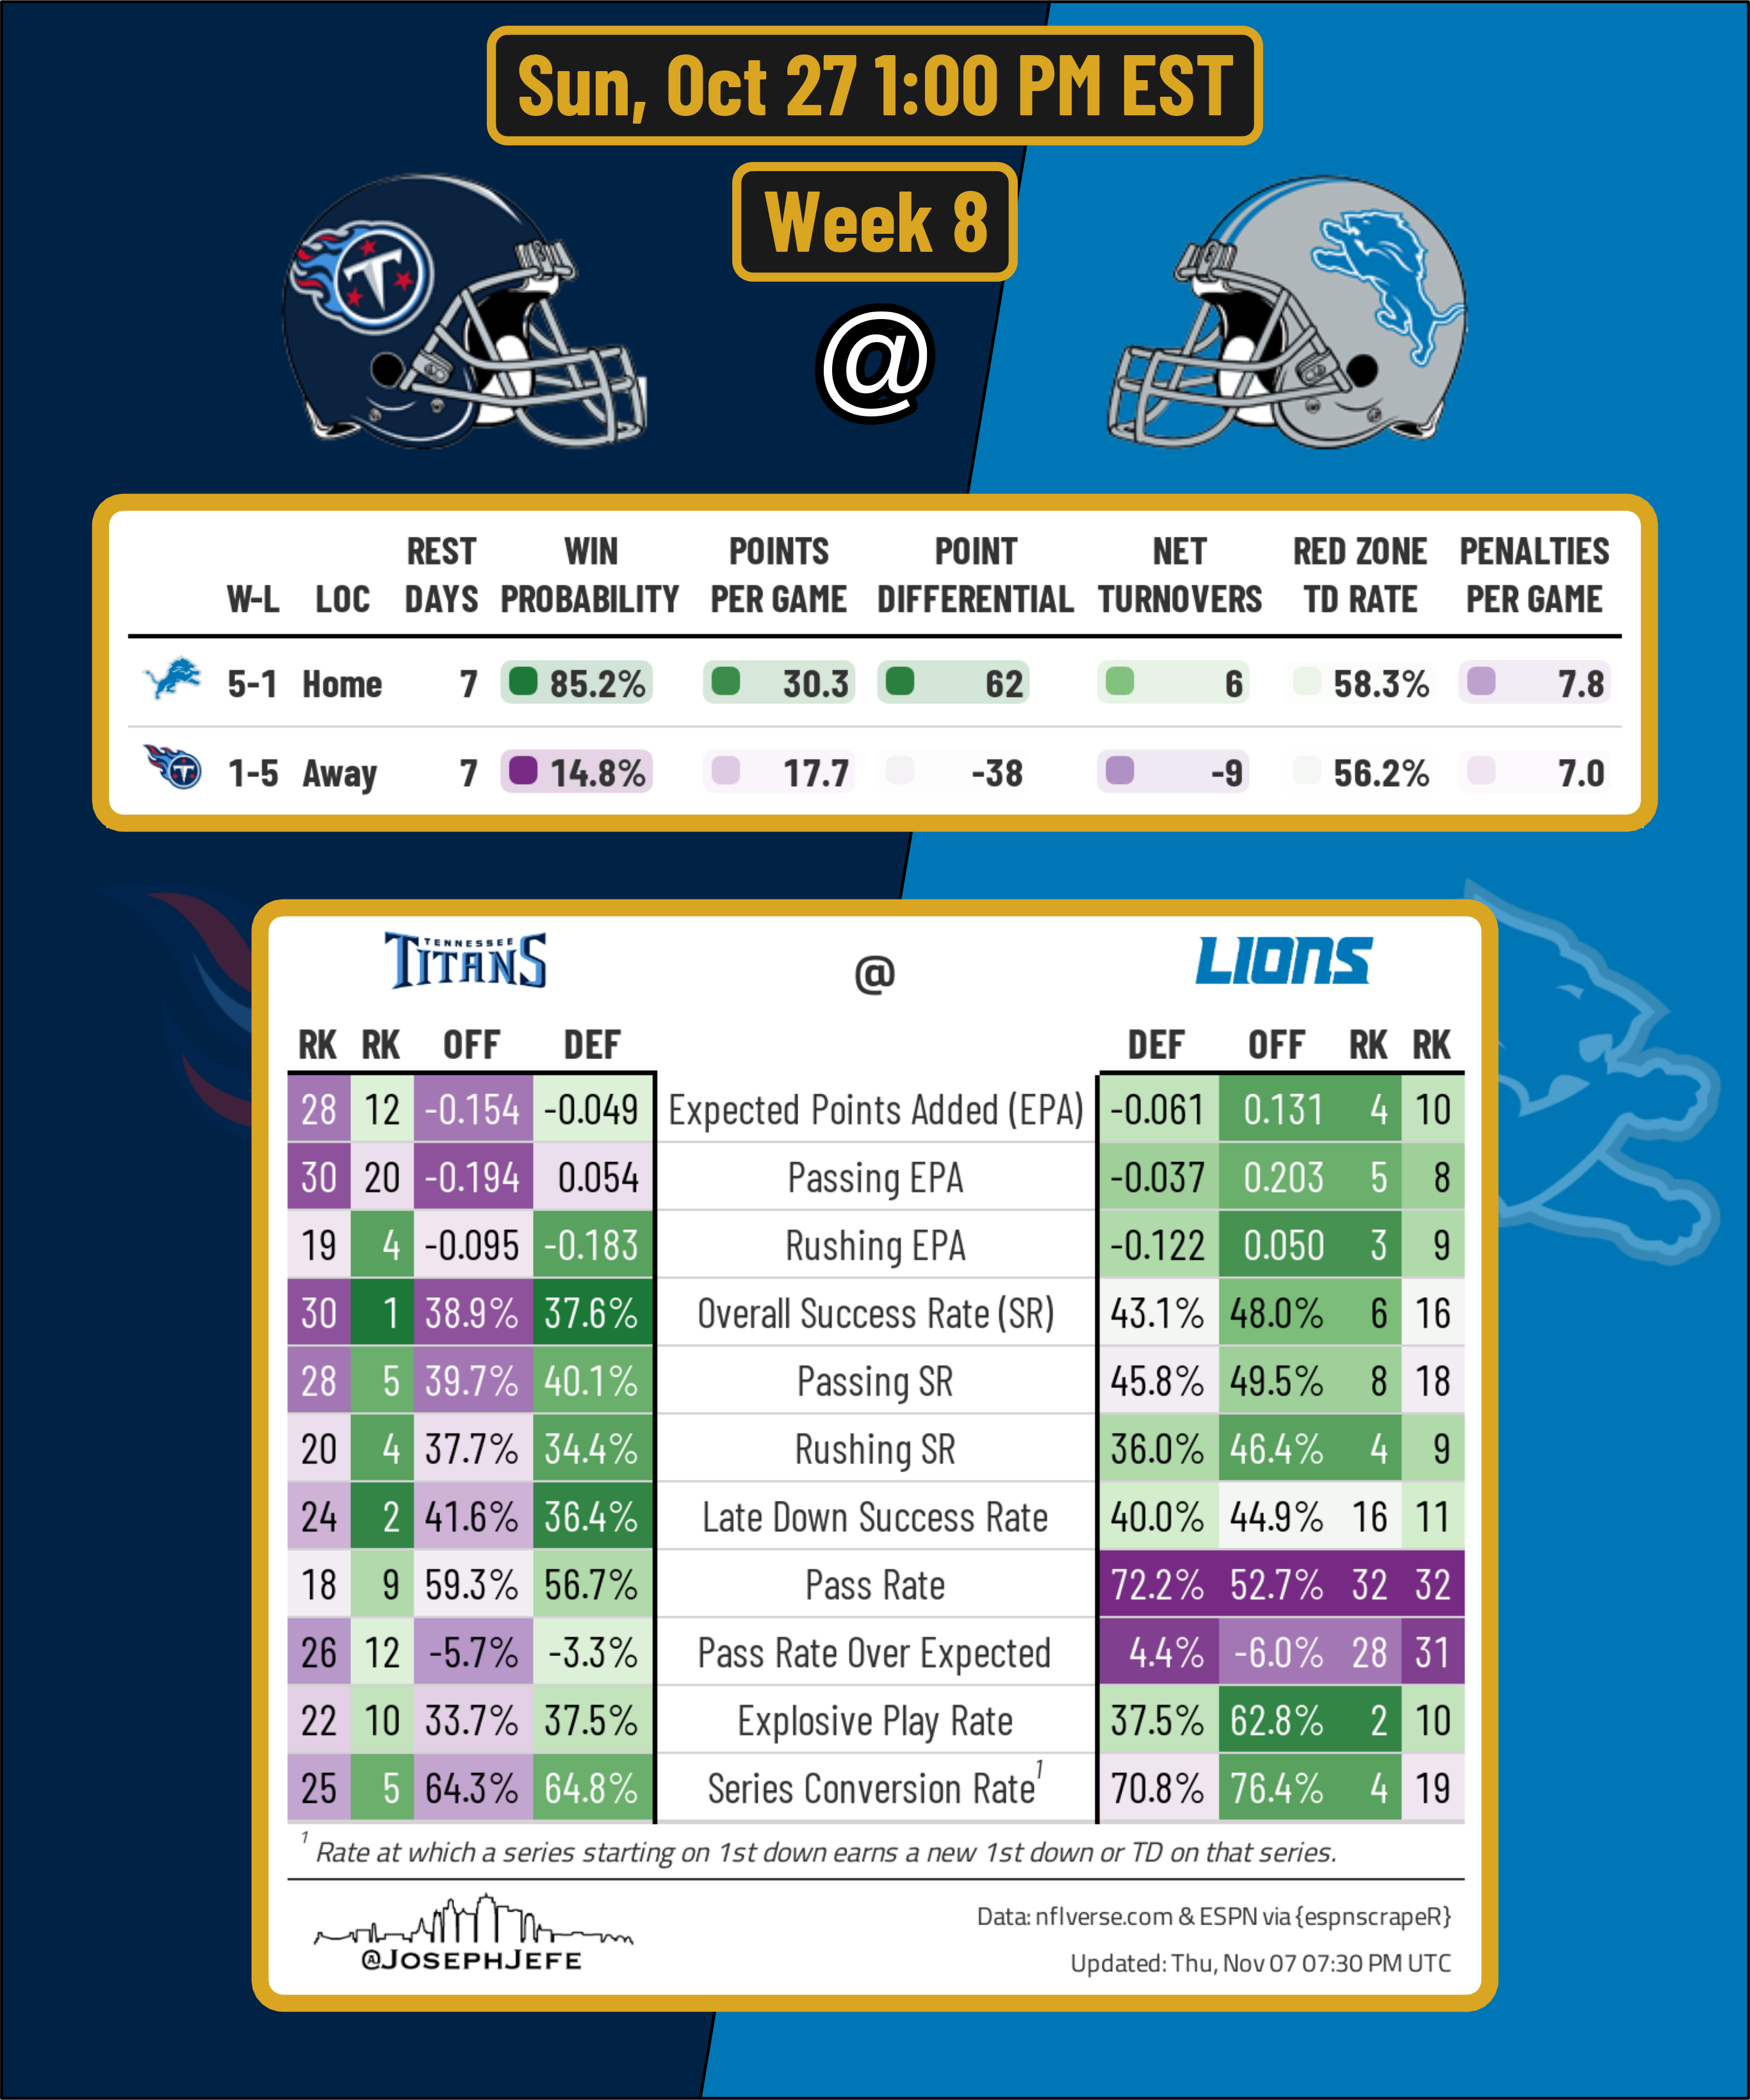 Sun, Oct 27 1:00 PM EST
Week 8
@
REST WIN POINTS POINT NET RED ZONE PENALTIES
W-L LOC DAYS PROBABILITY PER GAME DIFFERENTIAL TURNOVERS TD RATE PER GAME
5-1 Home 7 85.2% 30.3 62 6 58.3% 7.8
1-5 Away 7 14.8% 17.7 -38 -9 56.2% 7.0
TENNESSEE
TITANS @ LIONS
RK RK OFF DEF DEF OFF RK RK
28 12 -0.154 -0.049 Expected Points Added (EPA) -0.061 0.131 4 10
30 20 -0.194 0.054 Passing EPA -0.037 0.203 5 8
19 4 -0.095 -0.183 Rushing EPA -0.122 0.050 3 9
30 1 38.9% 37.6% Overall Success Rate (SR) 43.1% 48.0% 6 16
28 5 39.7% 40.1% Passing SR 45.8% 49.5% 8 18
20 4 37.7% 34.4% Rushing SR 36.0% 46.4% 4 9
24 2 41.6% 36.4% Late Down Success Rate 40.0% 44.9% 16 11
18 9 59.3% 56.7% Pass Rate 72.2% 52.7% 32 32
26 12 -5.7% -3.3% Pass Rate Over Expected 4.4% -6.0% 28 31
22 10 33.7% 37.5% Explosive Play Rate 37.5% 62.8% 2 10
25 5 64.3% 64.8% Series Conversion Rate¹ 70.8% 76.4% 4 19
¹ Rate at which a series starting on 1st down earns a new 1st down or TD on that series.
Data: nflverse.com & ESPN via {espnscrapeR}
@JOSEPHJEFE
Updated: Thu, Nov 07 07:30 PM UTC